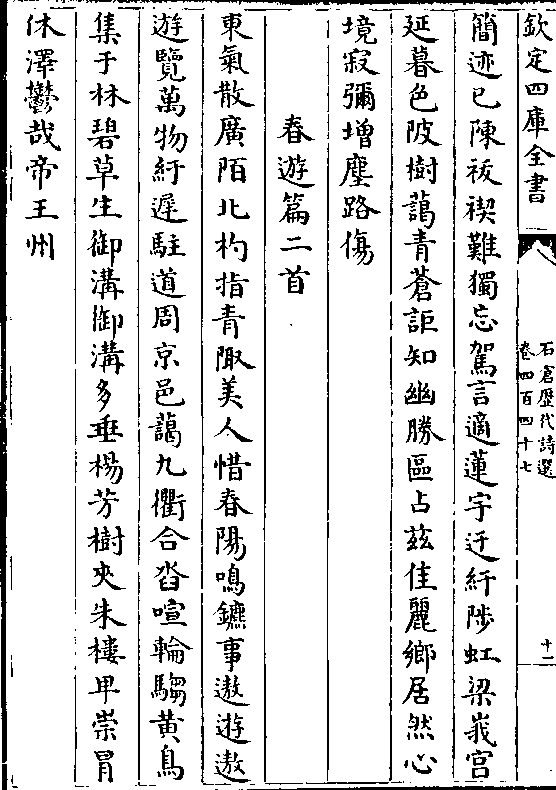 欽定四庫全書
石倉歷代詩選
卷四百四十七
十二
簡迹已陳祓禊難獨忘駕言適蓮宇迂紆陟虹梁峩宮
延暮色陂樹藹青蒼詎知幽勝區占兹佳麗鄉居然心
境寂彌增塵路傷
春遊篇二首
東氣散廣陌北杓指青陬美人惜春陽鳴鑣事遨遊遨
遊覽萬物紆遲駐道周京邑藹九衢合沓喧輪騶黄鳥
集于林碧草生御溝御溝多垂楊芳樹夾朱樓甲崇冐
休澤鬱哉帝王州